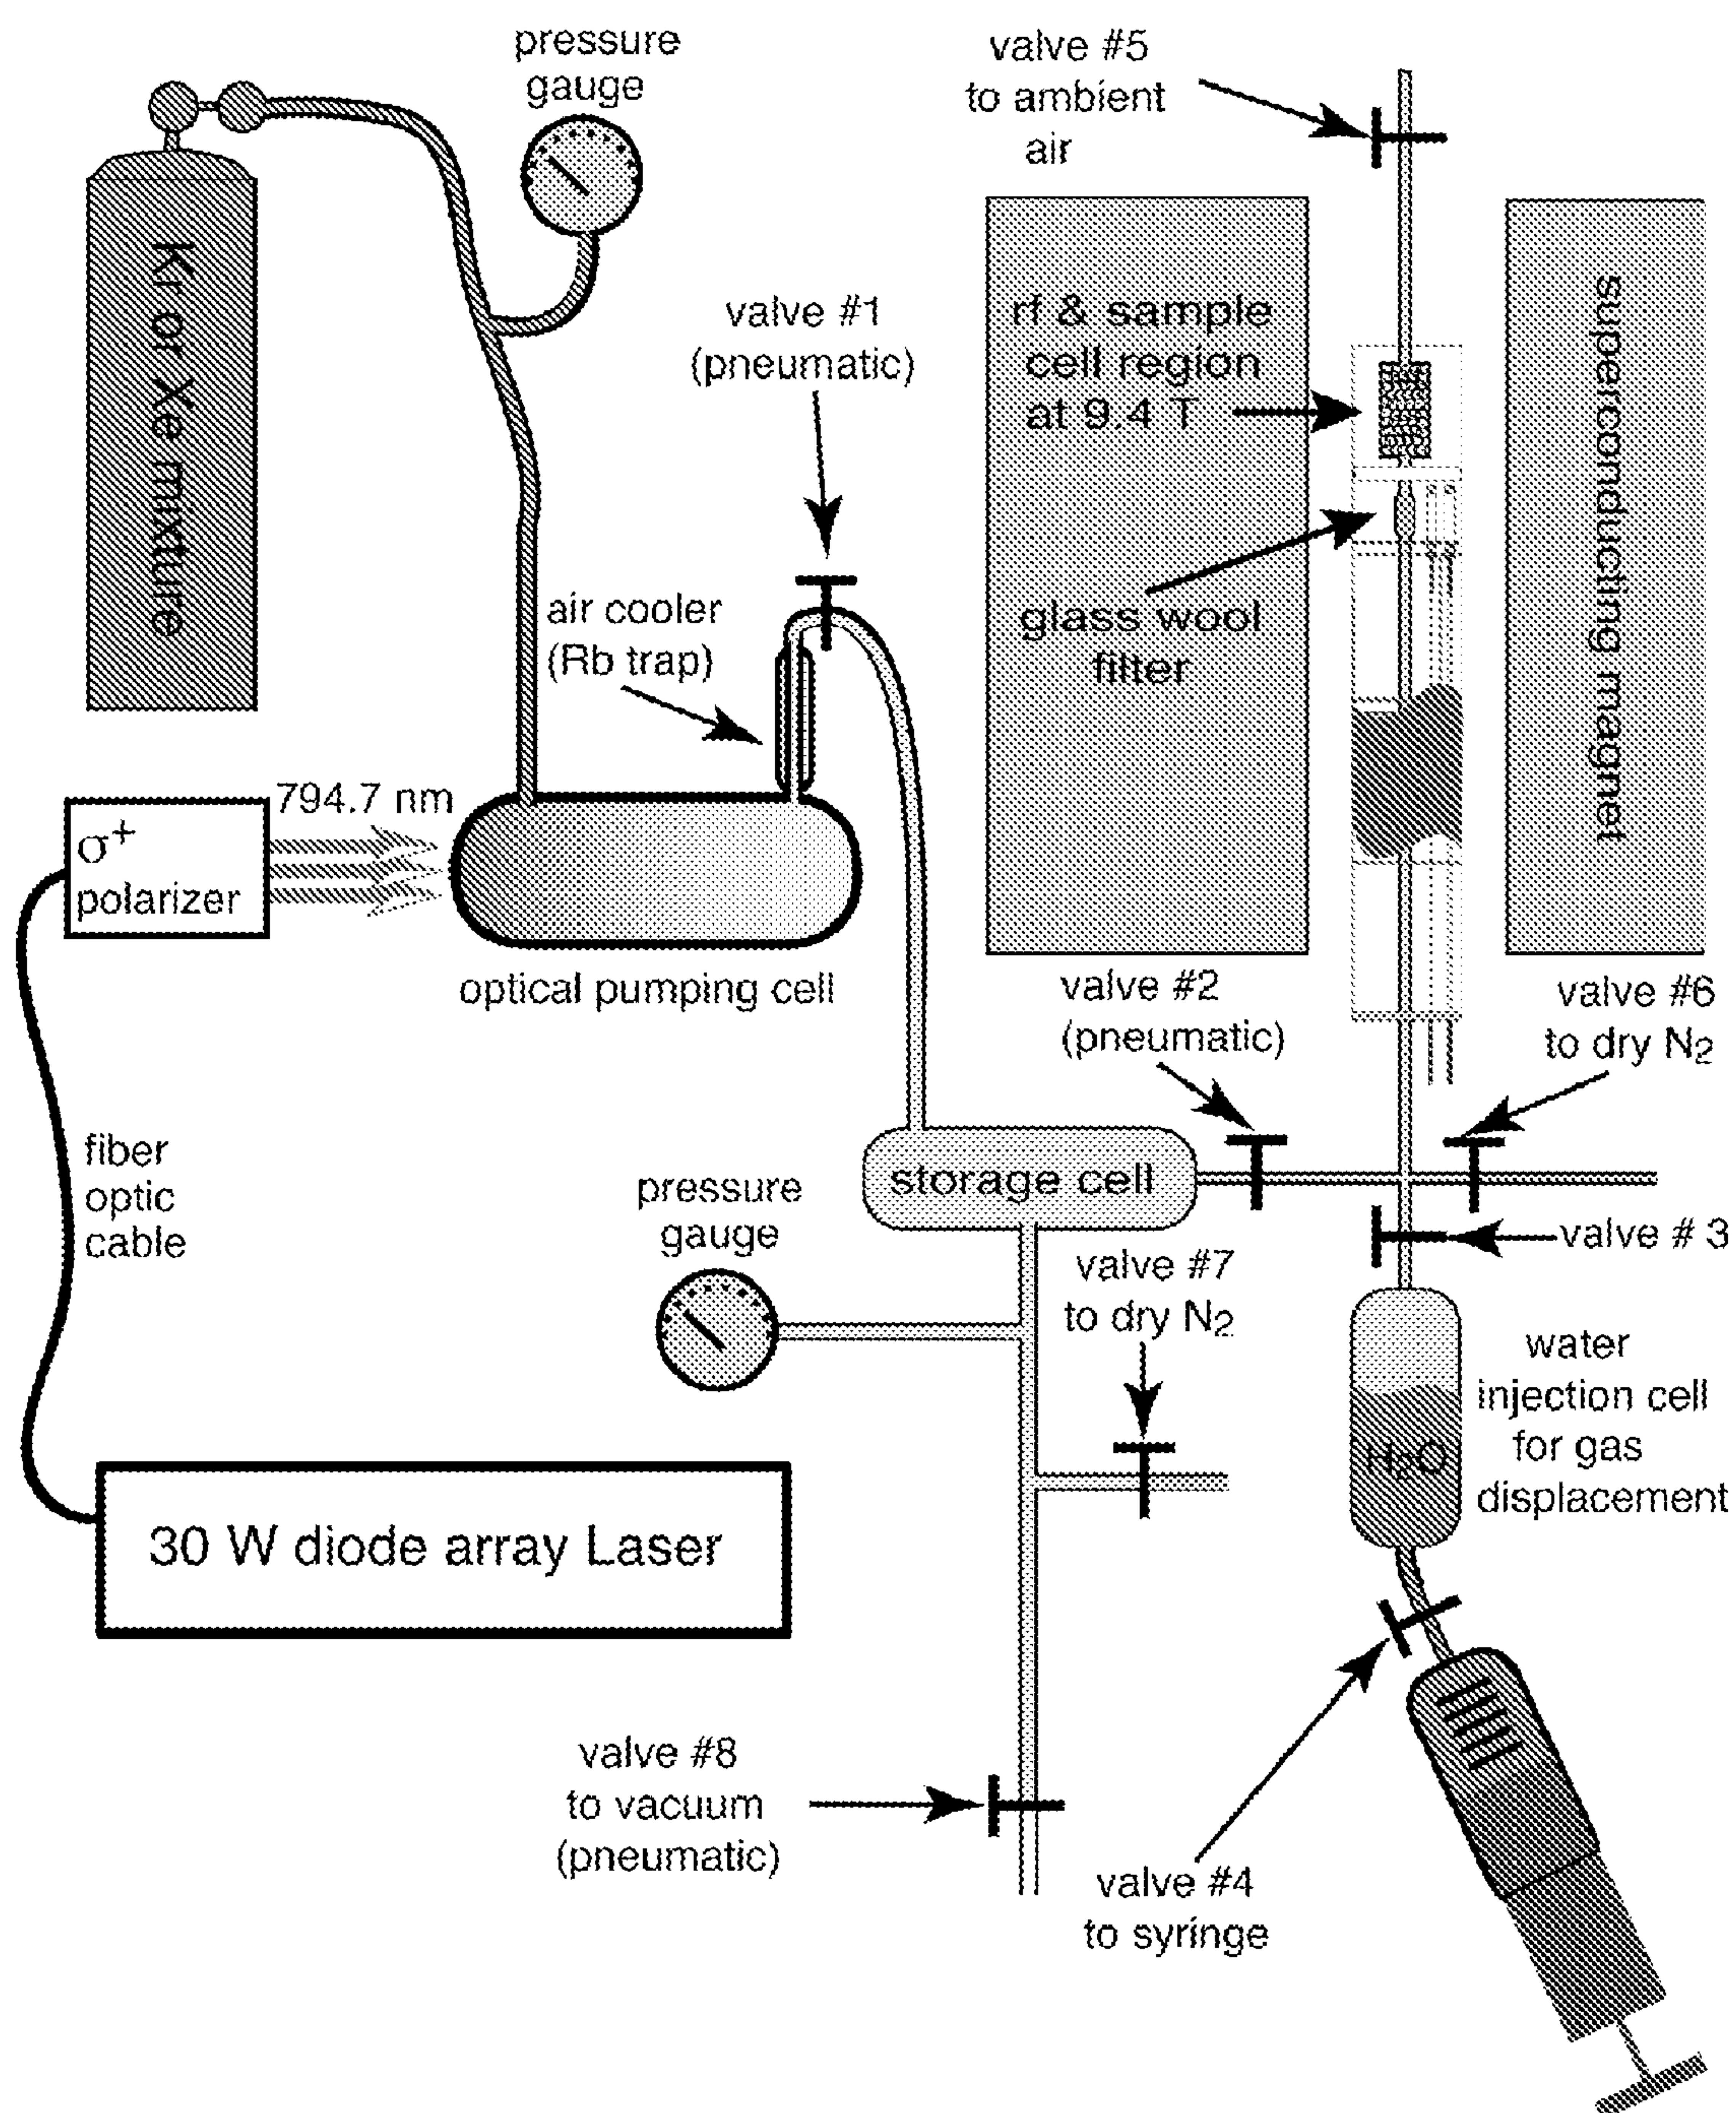 pressure
gauge
valve #5
to ambient
air
Kr or Xe mixture
valve #1
(pneumatic)
rf & sample
cell region
at 9.4 T
superconducting magnet
air cooler
(Rb trap)
glass wool
filter
794.7 nm
σ+
polarizer
optical pumping cell
valve #2
(pneumatic)
valve #6
to dry N2
fiber
optic
cable
pressure
gauge
storage cell
valve # 3
valve #7
to dry N2
water
injection cell
for gas
displacement
H2O
30 W diode array Laser
valve #8
to vacuum
(pneumatic)
valve #4
to syringe